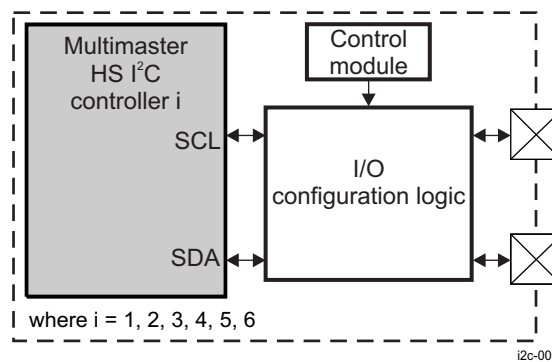 Multimaster
HS I²C
controller i
SCL
SDA
Control
module
I/O
configuration logic
where i = 1, 2, 3, 4, 5, 6
i2c-00